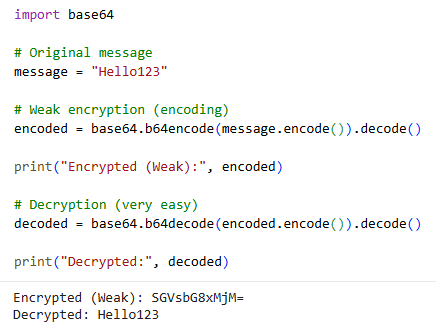 import base64
# Original message
message = "Hello123"
# Weak encryption (encoding)
encoded = base64.b64encode(message.encode()).decode()
print("Encrypted (Weak):", encoded)
# Decryption (very easy)
decoded = base64.b64decode(encoded.encode()).decode()
print("Decrypted:", decoded)
Encrypted (Weak): SGVsbG8xMjM=
Decrypted: Hello123